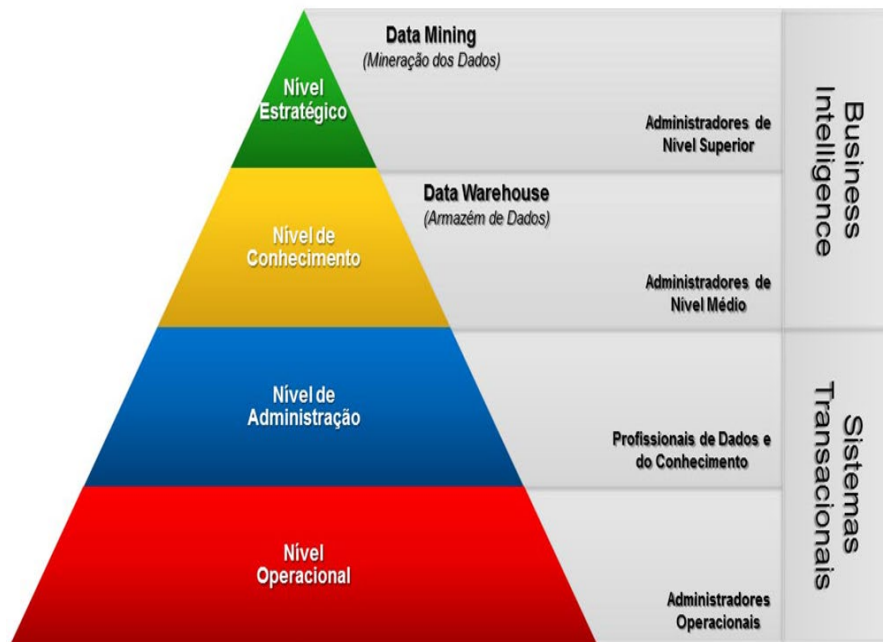 Data Mining
(Mineração dos Dados)
Nível
Estratégico
Administradores de
Nível Superior
Business
Intelligence
Data Warehouse
(Armazém de Dados)
Nível de
Conhecimento
Administradores de
Nível Médio
Nível de
Administração
Profissionais de Dados e
do Conhecimento
Sistemas
Transacionais
Nível
Operacional
Administradores
Operacionais